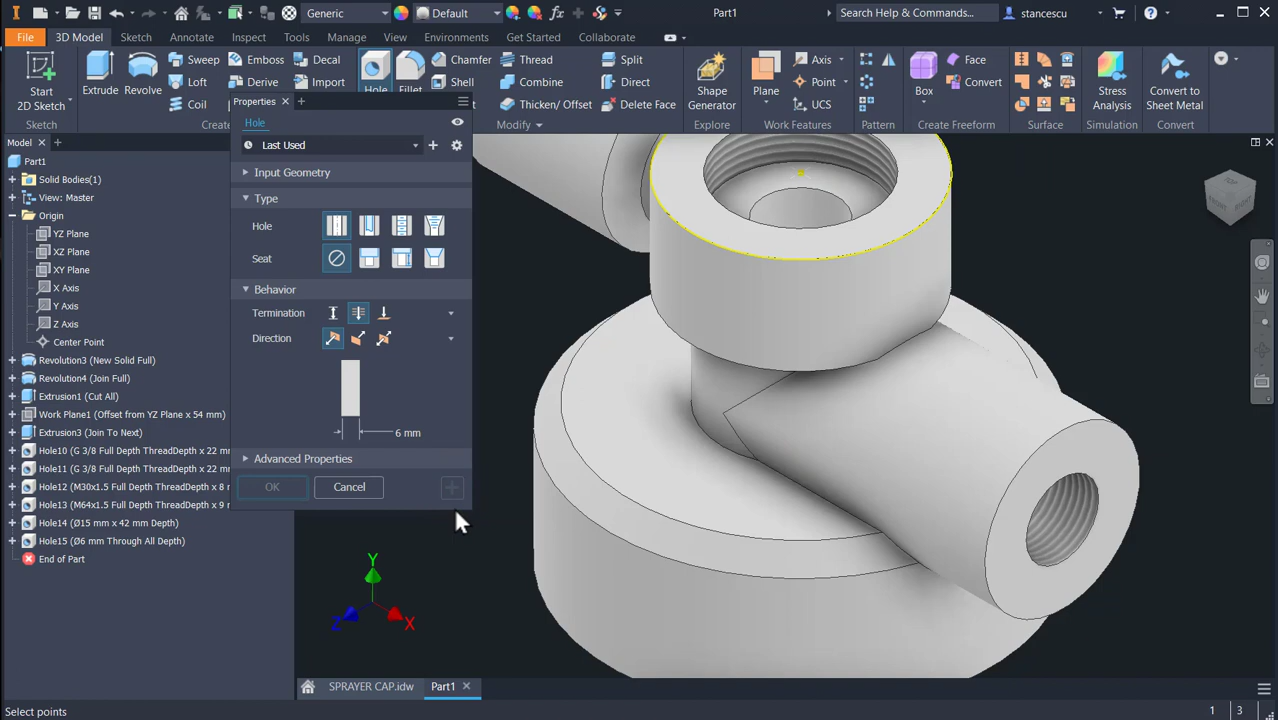 Generic
Default
Part1
Search Help & Commands...
stancescu
File
3D Model
Sketch
Annotate
Inspect
Tools
Manage
View
Environments
Get Started
Collaborate
Start
2D Sketch
Extrude
Revolve
Sweep
Loft
Coil
Emboss
Derive
Decal
Import
Hole
Fillet
Chamfer
Shell
Thread
Combine
Thicken/ Offset
Split
Direct
Delete Face
Shape
Generator
Plane
Axis
Point
UCS
Box
Face
Convert
Stress
Analysis
Convert to
Sheet Metal
Sketch
Modify
Explore
Work Features
Pattern
Create Freeform
Surface
Simulation
Convert
Properties
Hole
Last Used
Input Geometry
Type
Hole
Seat
Behavior
Termination
Direction
6 mm
Advanced Properties
OK
Cancel
Model
Part1
Solid Bodies(1)
View: Master
Origin
YZ Plane
XZ Plane
XY Plane
X Axis
Y Axis
Z Axis
Center Point
Revolution3 (New Solid Full)
Revolution4 (Join Full)
Extrusion1 (Cut All)
Work Plane1 (Offset from YZ Plane x 54 mm)
Extrusion3 (Join To Next)
Hole10 (G 3/8 Full Depth ThreadDepth x 22 m
Hole11 (G 3/8 Full Depth ThreadDepth x 22 m
Hole12 (M30x1.5 Full Depth ThreadDepth x 8 m
Hole13 (M64x1.5 Full Depth ThreadDepth x 9 m
Hole14 (Ø15 mm x 42 mm Depth)
Hole15 (Ø6 mm Through All Depth)
End of Part
Y
Z
X
SPRAYER CAP.idw
Part1
Select points
1
3